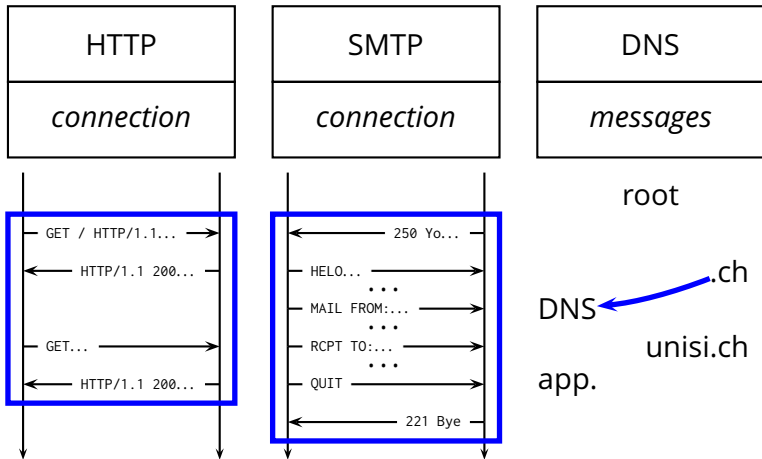 HTTP
connection
GET / HTTP/1.1...
HTTP/1.1 200...
GET...
HTTP/1.1 200...
SMTP
connection
250 Yo...
HELO...
...
MAIL FROM:...
...
RCPT TO:...
...
QUIT
221 Bye
DNS
messages
root
.ch
DNS
unisi.ch
app.